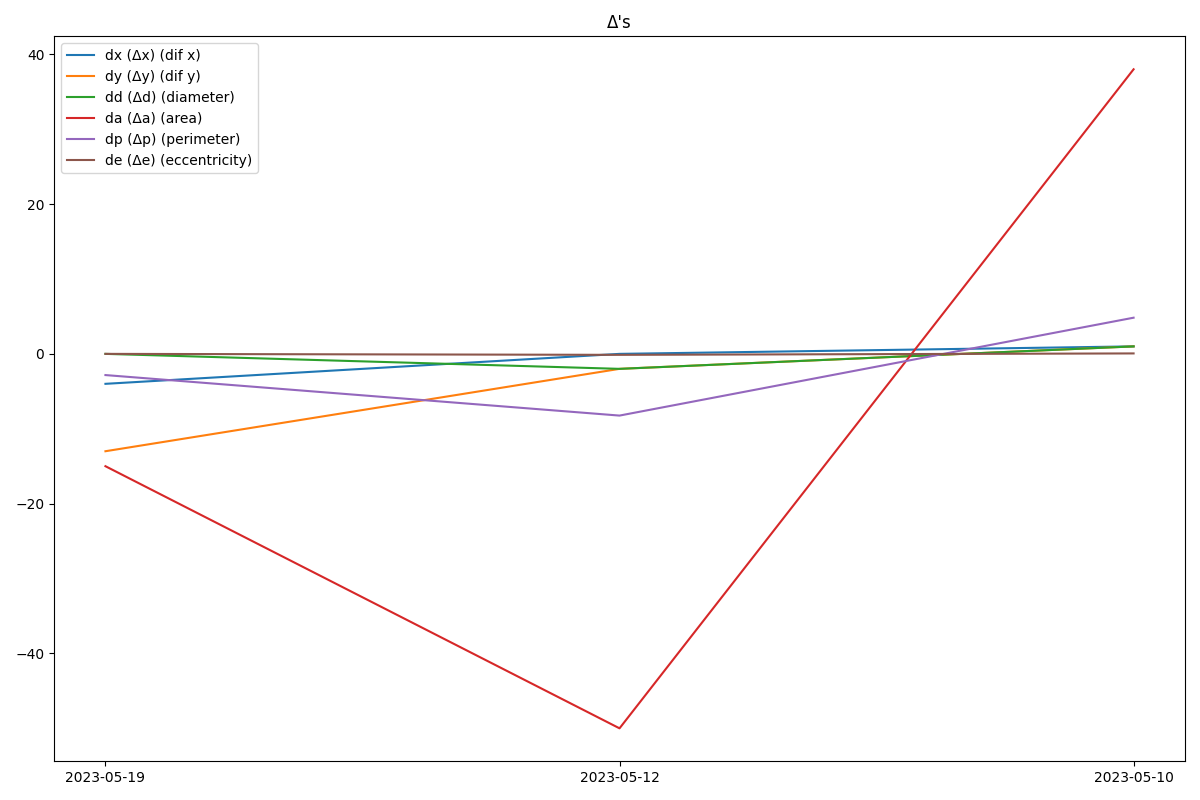 Δ's
dx (Δx) (dif x)
dy (Δy) (dif y)
dd (Δd) (diameter)
da (Δa) (area)
dp (Δp) (perimeter)
de (Δe) (eccentricity)
40
20
0
−20
−40
2023-05-19 2023-05-12 2023-05-10